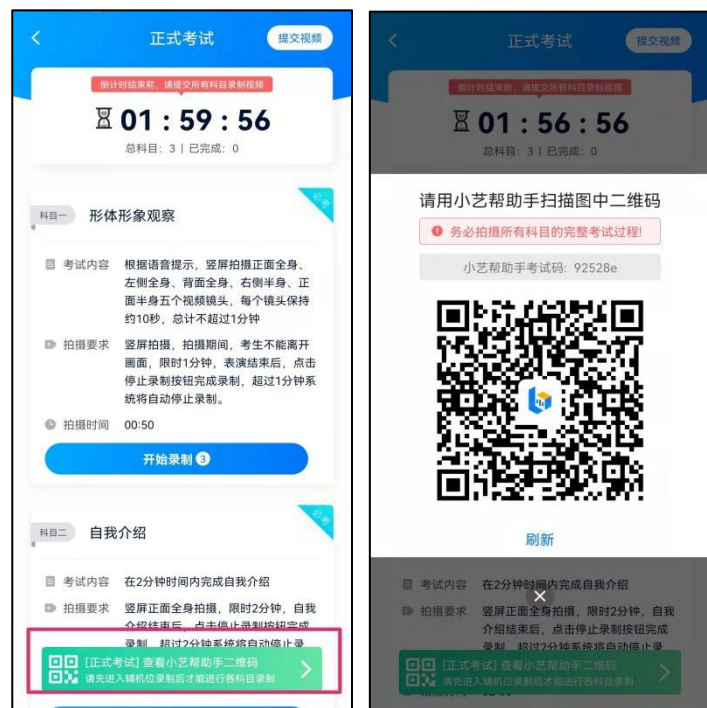 正式考试
提交视频
倒计时结束前，请提交所有科目录制视频
01：59：56
总科目：3 | 已完成：0
必考
科目一
形体形象观察
考试内容
根据语音提示、竖屏拍摄正面全身、
左侧全身、背面全身、右侧半身、正
面半身五个视频镜头，每个镜头保持
约10秒，总计不超过1分钟
拍摄要求
竖屏拍摄，拍摄期间，考生不能离开
画面，限时1分钟，表演结束后，点击
停止录制按钮完成录制，超过1分钟系
统将自动停止录制。
拍摄时间
00:50
开始录制 3
必考
科目二
自我介绍
考试内容
在2分钟时间内完成自我介绍
拍摄要求
竖屏正面全身拍摄，限时2分钟，自我
介绍结束后，点击停止录制按钮完成
录制，超过2分钟系统将自动停止录
[正式考试] 查看小艺帮助手二维码
请先进入辅机位录制后才能进行各科目录制
正式考试
提交视频
倒计时结束前，请提交所有科目录制视频
01：56：56
总科目：3 | 已完成：0
请用小艺帮助手扫描图中二维码
务必拍摄所有科目的完整考试过程!
小艺帮助手考试码：92528e
刷新
考试内容
在2分钟时间内完成自我介绍
拍摄要求
竖屏正面全身拍摄，限时2分钟，自我
介绍结束后，点击停止录制按钮完成
录制，超过2分钟系统将自动停止录
[正式考试] 查看小艺帮助手二维码
请先进入辅机位录制后才能进行各科目录制